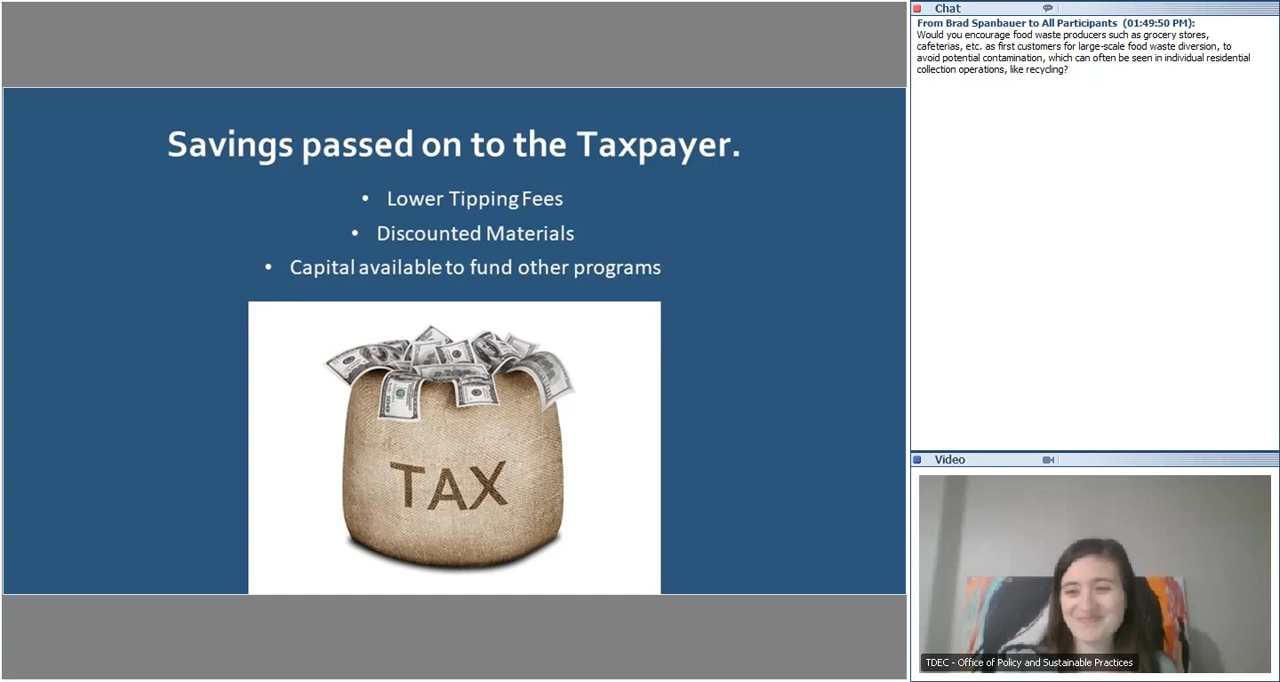 Savings passed on to the Taxpayer.
• Lower Tipping Fees
• Discounted Materials
• Capital available to fund other programs
TAX
Chat
From Brad Spanbauer to All Participants (01:49:50 PM):
Would you encourage food waste producers such as grocery stores,
cafeterias, etc. as first customers for large-scale food waste diversion, to
avoid potential contamination, which can often be seen in individual residential
collection operations, like recycling?
Video
TDEC - Office of Policy and Sustainable Practices